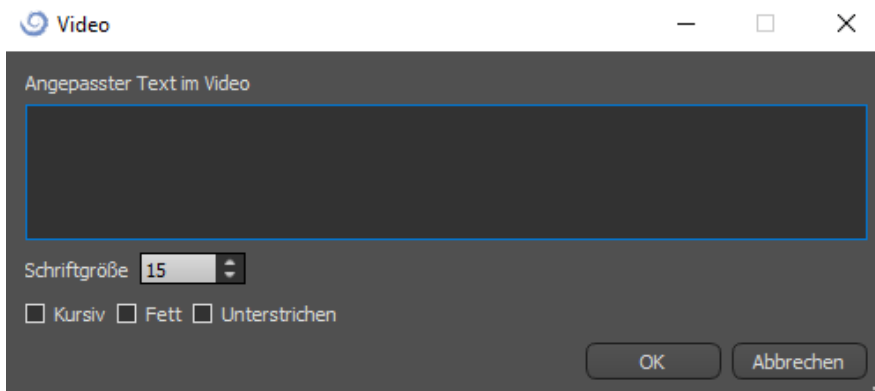 Video
Angepasster Text im Video
Schriftgröße 15
Kursiv Fett Unterstrichen
OK Abbrechen